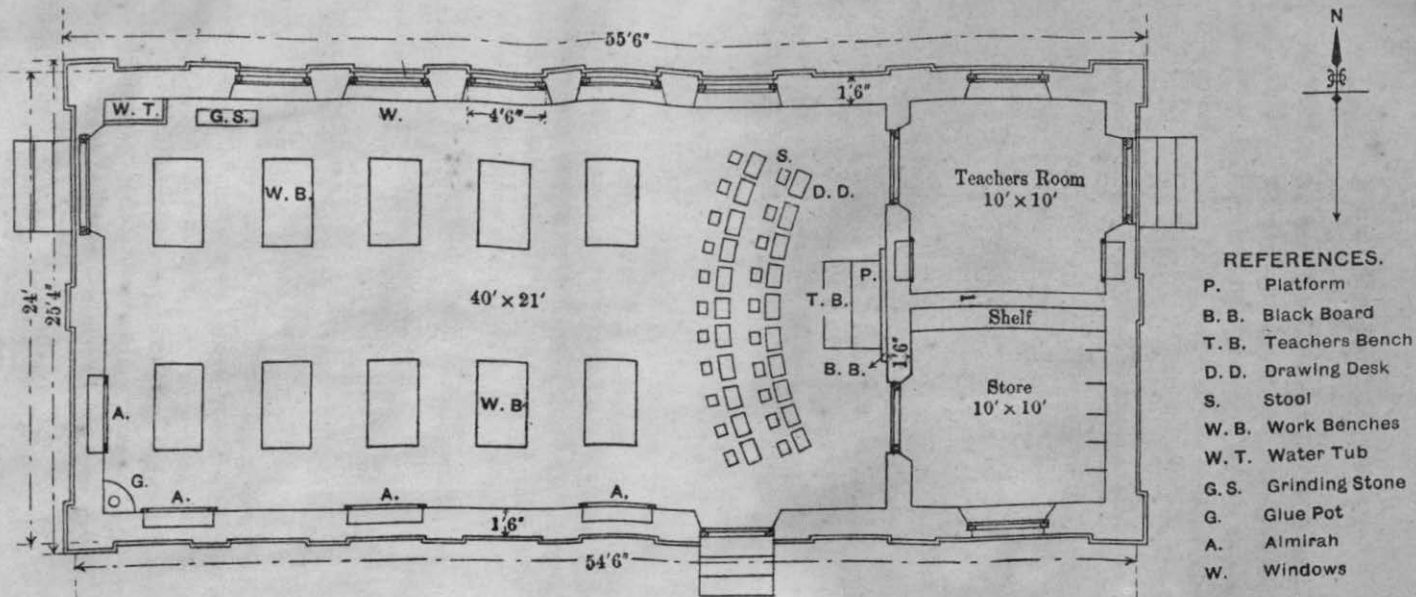 55'6"
N
W. T.
G. S.
W.
4'6"
1'6"
S.
W. B.
D. D.
Teachers Room
10' × 10'
24'
25'4"
40' × 21'
P.
T. B.
1
Shelf
B. B.
1'6"
Store
10' × 10'
A.
W. B.
G.
A.
A.
A.
1'6"
54'6"
REFERENCES.
P. Platform
B. B. Black Board
T. B. Teachers Bench
D. D. Drawing Desk
S. Stool
W. B. Work Benches
W. T. Water Tub
G. S. Grinding Stone
G. Glue Pot
A. Almirah
W. Windows